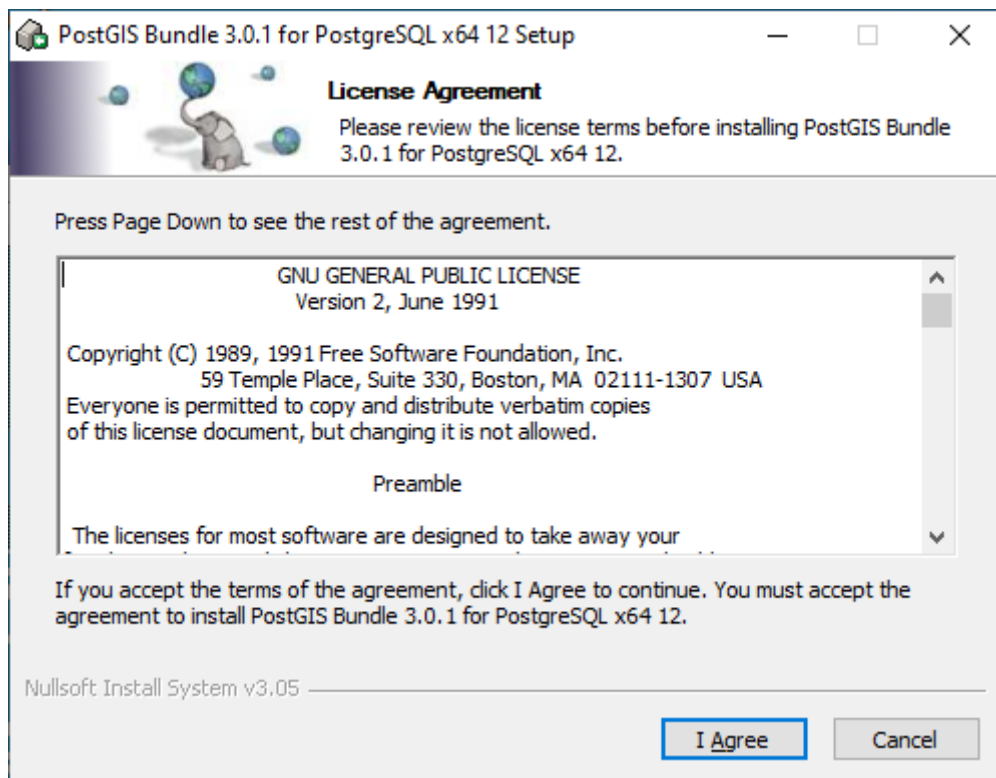 PostGIS Bundle 3.0.1 for PostgreSQL x64 12 Setup
License Agreement
Please review the license terms before installing PostGIS Bundle
3.0.1 for PostgreSQL x64 12.
Press Page Down to see the rest of the agreement.
GNU GENERAL PUBLIC LICENSE
Version 2, June 1991
Copyright (C) 1989, 1991 Free Software Foundation, Inc.
59 Temple Place, Suite 330, Boston, MA 02111-1307 USA
Everyone is permitted to copy and distribute verbatim copies
of this license document, but changing it is not allowed.
Preamble
The licenses for most software are designed to take away your
If you accept the terms of the agreement, click I Agree to continue. You must accept the
agreement to install PostGIS Bundle 3.0.1 for PostgreSQL x64 12.
Nullsoft Install System v3.05
I Agree
Cancel